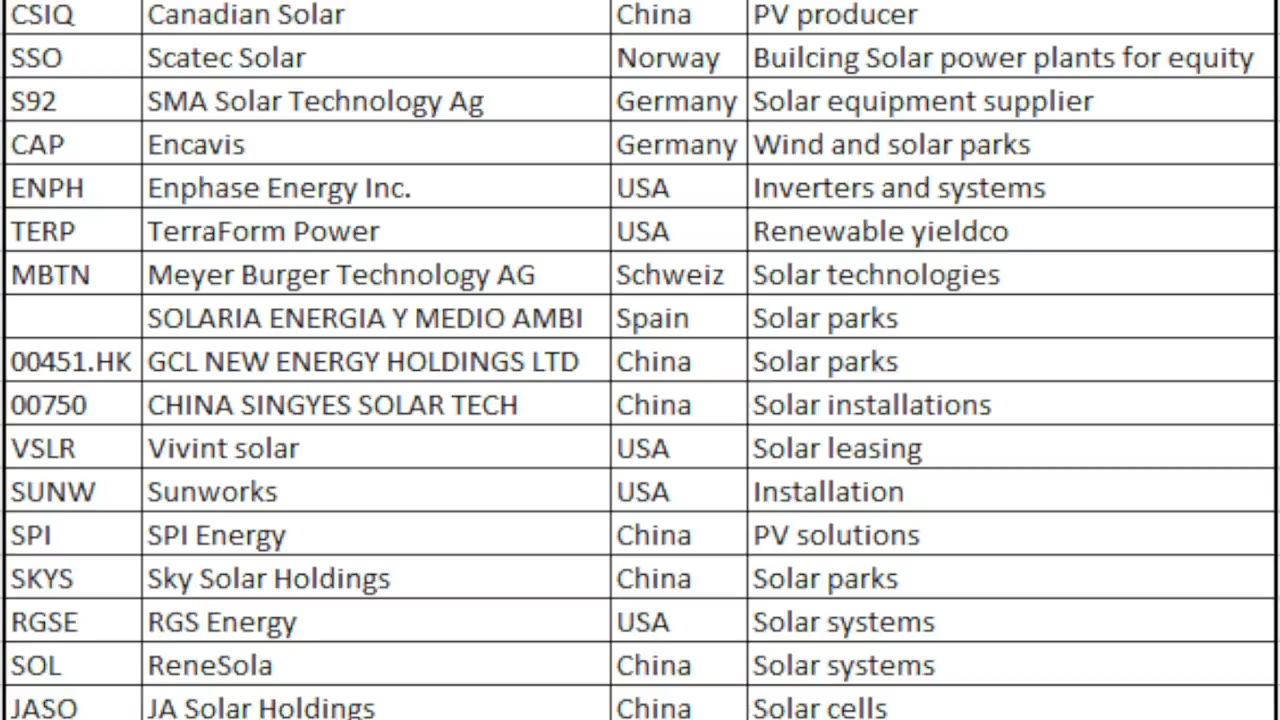 CSIQ Canadian Solar China PV producer
SSO Scatec Solar Norway Builcing Solar power plants for equity
S92 SMA Solar Technology Ag Germany Solar equipment supplier
CAP Encavis Germany Wind and solar parks
ENPH Enphase Energy Inc. USA Inverters and systems
TERP TerraForm Power USA Renewable yieldco
MBTN Meyer Burger Technology AG Schweiz Solar technologies
SOLARIA ENERGIA Y MEDIO AMBI Spain Solar parks
00451.HK GCL NEW ENERGY HOLDINGS LTD China Solar parks
00750 CHINA SINGYES SOLAR TECH China Solar installations
VSLR Vivint solar USA Solar leasing
SUNW Sunworks USA Installation
SPI SPI Energy China PV solutions
SKYS Sky Solar Holdings China Solar parks
RGSE RGS Energy USA Solar systems
SOL ReneSola China Solar systems
JASO JA Solar Holdings China Solar cells